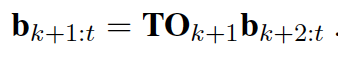 b_{k+1:t} = TO_{k+1}b_{k+2:t} .